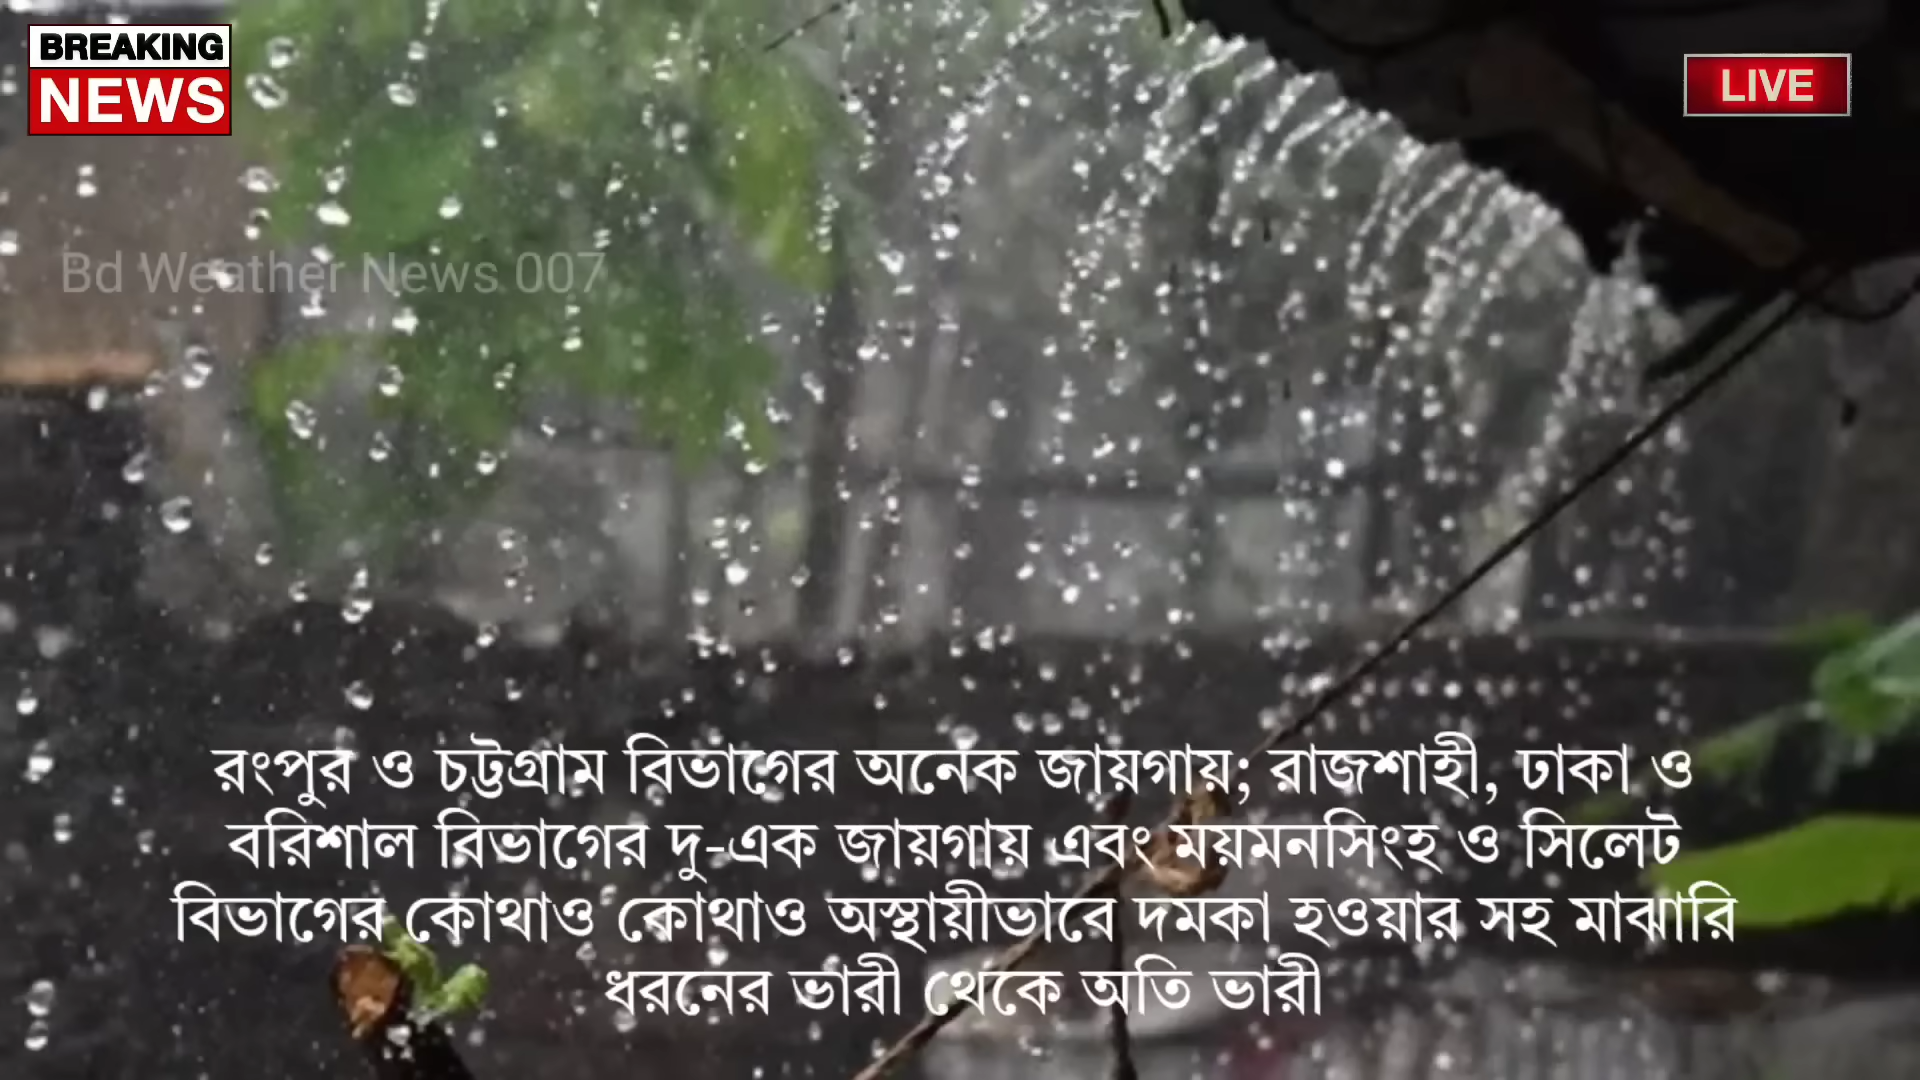 BREAKING
NEWS
LIVE
Bd Weather News 007
রংপুর ও চট্টগ্রাম বিভাগের অনেক জায়গায়; রাজশাহী, ঢাকা ও
বরিশাল বিভাগের দু-এক জায়গায় এবং ময়মনসিংহ ও সিলেট
বিভাগের কোথাও কোথাও অস্থায়ীভাবে দমকা হওয়ার সহ মাঝারি
ধরনের ভারী থেকে অতি ভারী